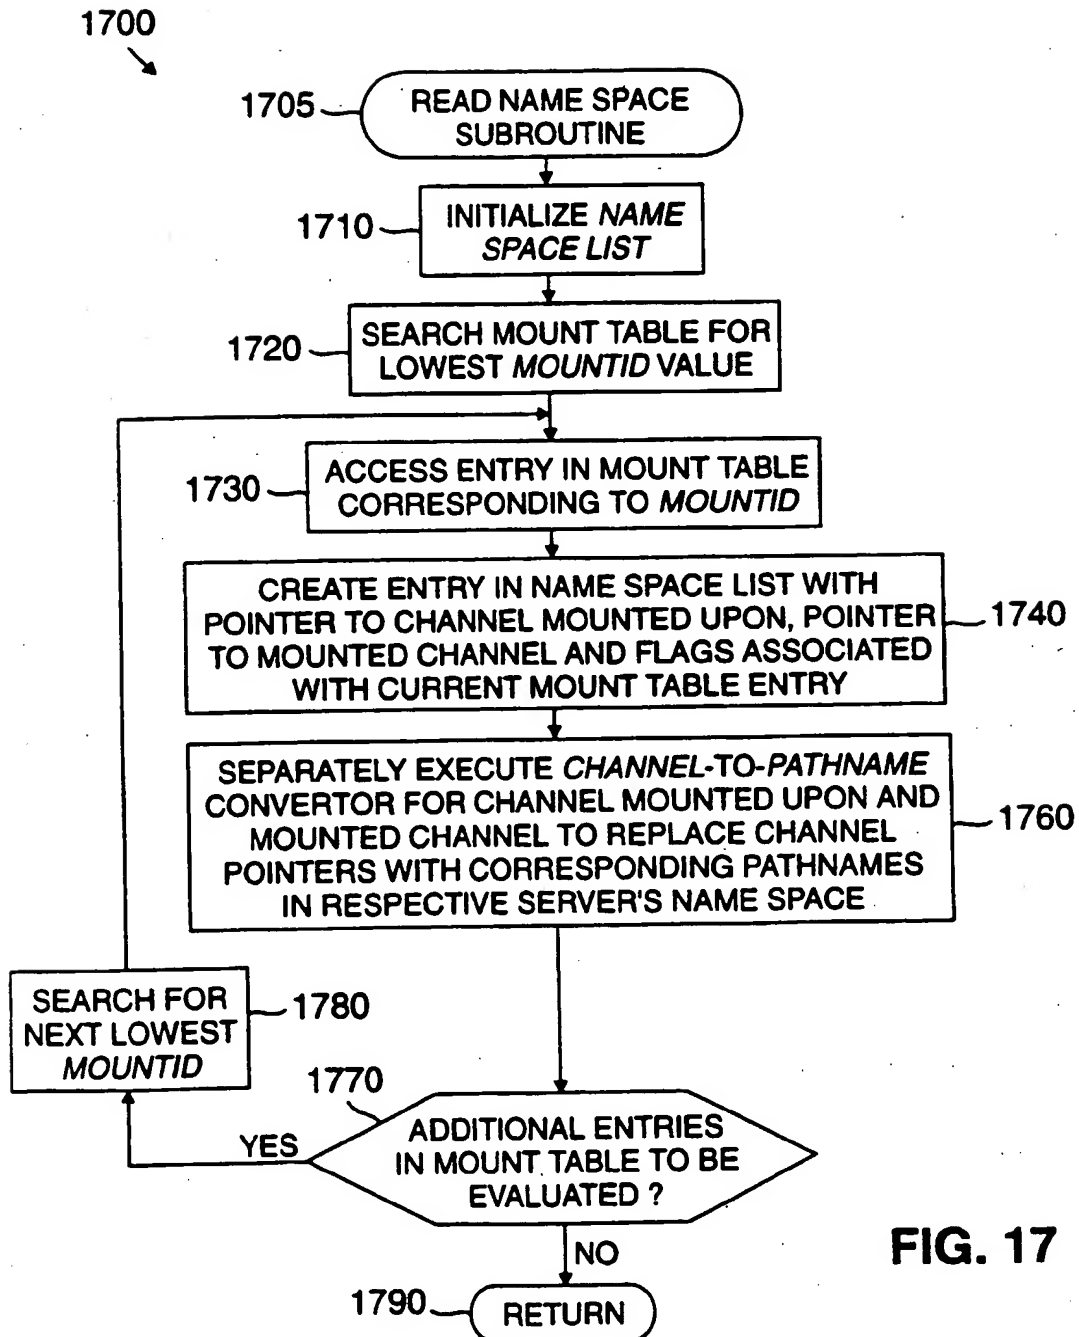 1700
1705
READ NAME SPACE
SUBROUTINE
1710
INITIALIZE NAME
SPACE LIST
1720
SEARCH MOUNT TABLE FOR
LOWEST MOUNTID VALUE
1730
ACCESS ENTRY IN MOUNT TABLE
CORRESPONDING TO MOUNTID
CREATE ENTRY IN NAME SPACE LIST WITH
POINTER TO CHANNEL MOUNTED UPON, POINTER
TO MOUNTED CHANNEL AND FLAGS ASSOCIATED
WITH CURRENT MOUNT TABLE ENTRY
1740
SEPARATELY EXECUTE CHANNEL-TO-PATHNAME
CONVERTOR FOR CHANNEL MOUNTED UPON AND
MOUNTED CHANNEL TO REPLACE CHANNEL
POINTERS WITH CORRESPONDING PATHNAMES
IN RESPECTIVE SERVER'S NAME SPACE
1760
SEARCH FOR
NEXT LOWEST
MOUNTID
1780
1770
ADDITIONAL ENTRIES
IN MOUNT TABLE TO BE
EVALUATED ?
YES
NO
1790
RETURN
FIG. 17